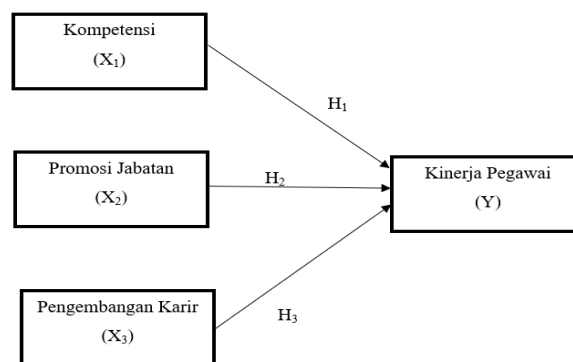 Kompetensi
(X₁)
H₁
Promosi Jabatan
(X₂)
H₂
Kinerja Pegawai
(Y)
Pengembangan Karir
(X₃)
H₃